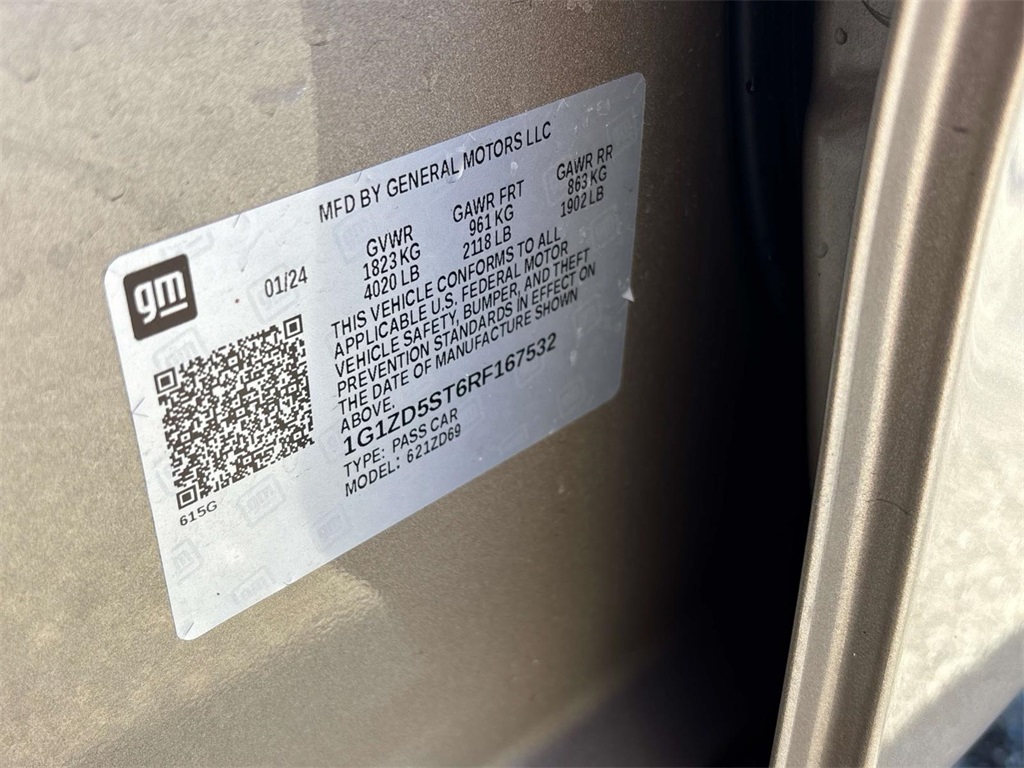 MFD BY GENERAL MOTORS LLC
gm
01/24
GVWR
1823 KG
4020 LB
GAWR FRT
961 KG
2118 LB
GAWR RR
863 KG
1902 LB
THIS VEHICLE CONFORMS TO ALL
APPLICABLE U.S. FEDERAL MOTOR
VEHICLE SAFETY, BUMPER, AND THEFT
PREVENTION STANDARDS IN EFFECT ON
THE DATE OF MANUFACTURE SHOWN
ABOVE.
1G1ZD5ST6RF167532
TYPE: PASS CAR
MODEL: 621ZD69
615G